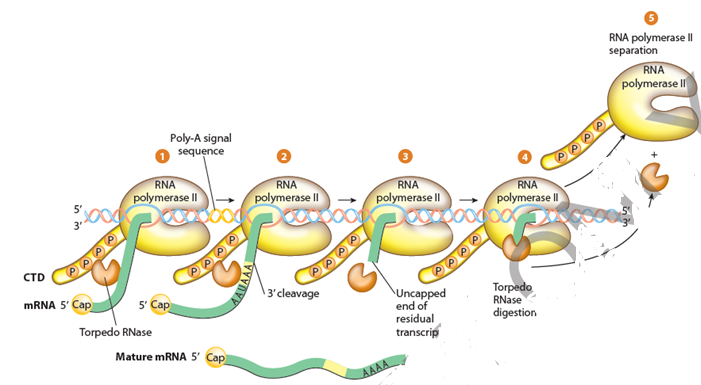 5
RNA polymerase II
separation
RNA
polymerase II
P P P P
+
Poly-A signal
sequence
1
2
3
4
RNA
polymerase II
RNA
polymerase II
RNA
polymerase II
RNA
polymerase II
5′
3′
5′
3′
P P P P
P P P P
P P P P
P P P P
CTD
mRNA 5′ Cap
5′ Cap
AAUAAA
3′ cleavage
Uncapped
end of
residual
transcrip
Torpedo
RNase
digestion
Torpedo RNase
Mature mRNA 5′ Cap
AAAA